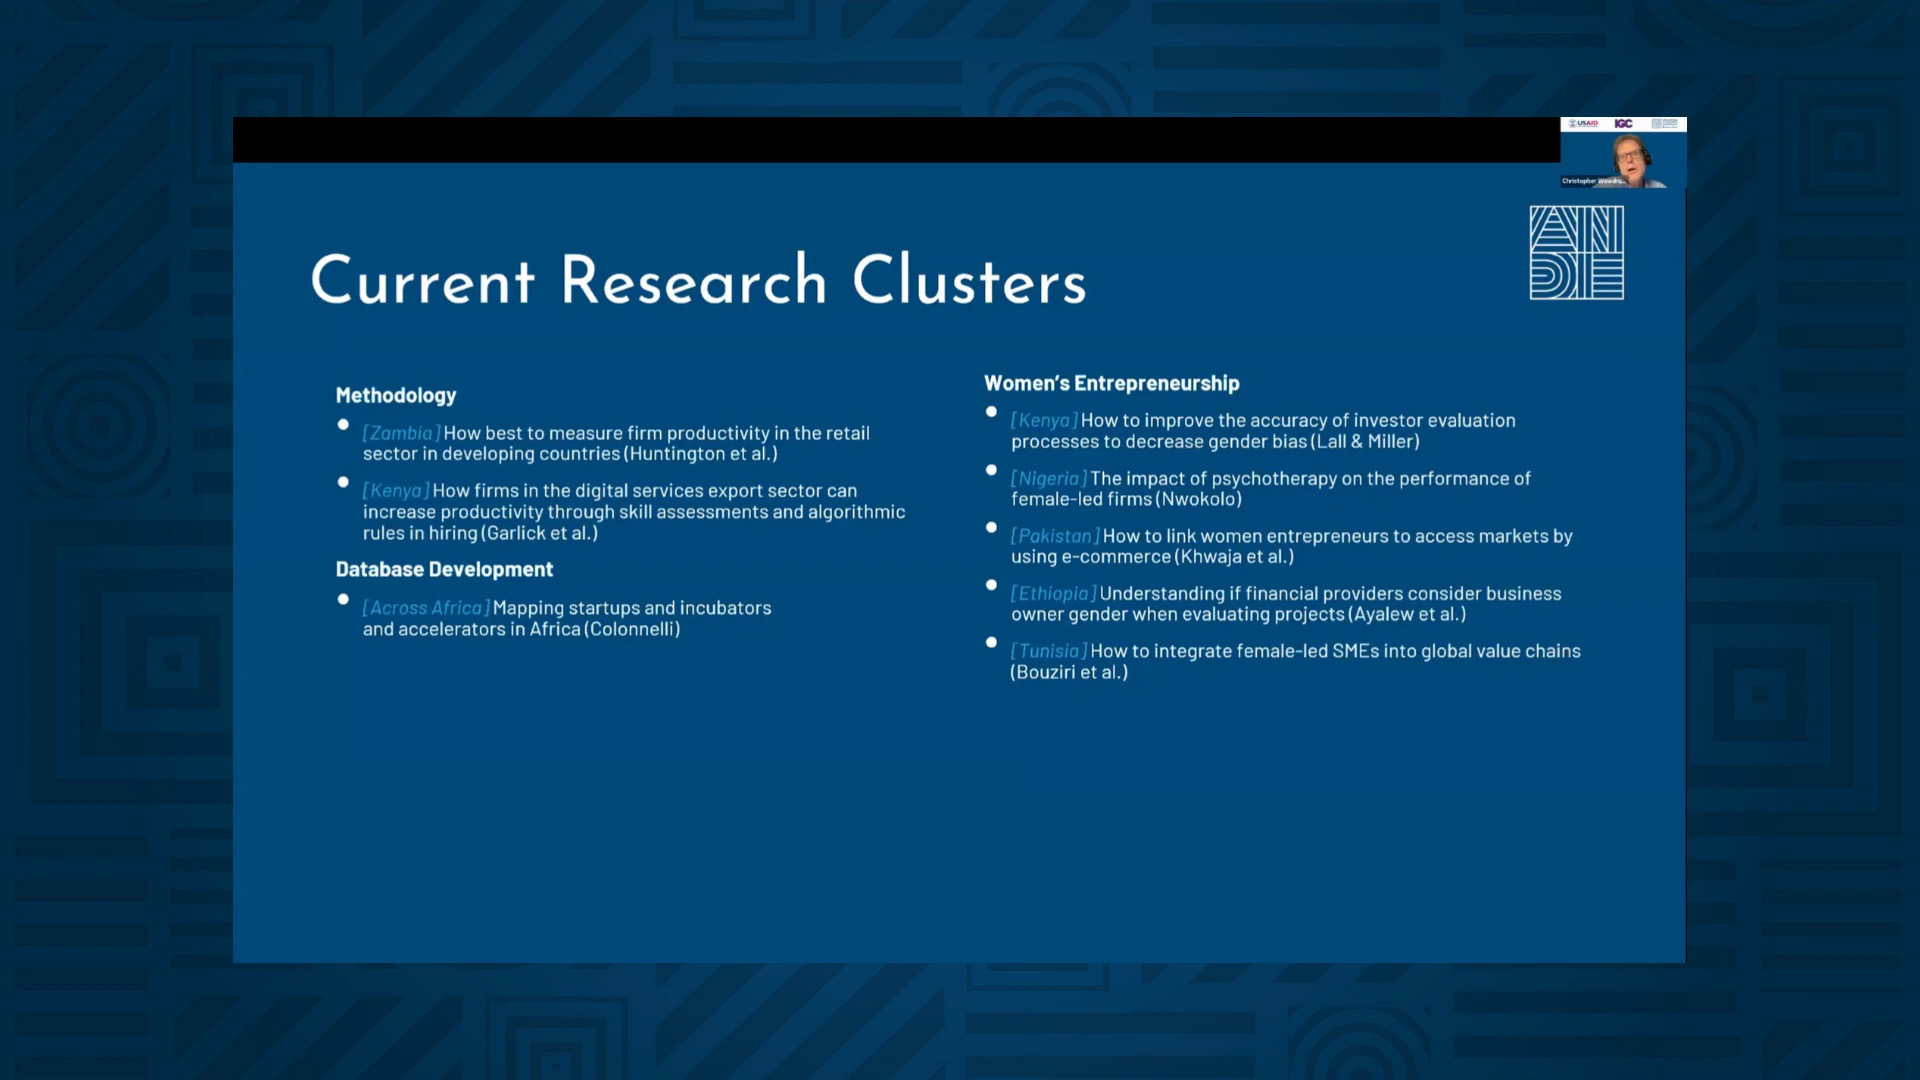 USAID
IGC
Christopher Woodru...
AN
DE
Current Research Clusters
Methodology
[Zambia] How best to measure firm productivity in the retail
sector in developing countries (Huntington et al.)
[Kenya] How firms in the digital services export sector can
increase productivity through skill assessments and algorithmic
rules in hiring (Garlick et al.)
Database Development
[Across Africa] Mapping startups and incubators
and accelerators in Africa (Colonnelli)
Women's Entrepreneurship
[Kenya] How to improve the accuracy of investor evaluation
processes to decrease gender bias (Lall & Miller)
[Nigeria] The impact of psychotherapy on the performance of
female-led firms (Nwokolo)
[Pakistan] How to link women entrepreneurs to access markets by
using e-commerce (Khwaja et al.)
[Ethiopia] Understanding if financial providers consider business
owner gender when evaluating projects (Ayalew et al.)
[Tunisia] How to integrate female-led SMEs into global value chains
(Bouziri et al.)